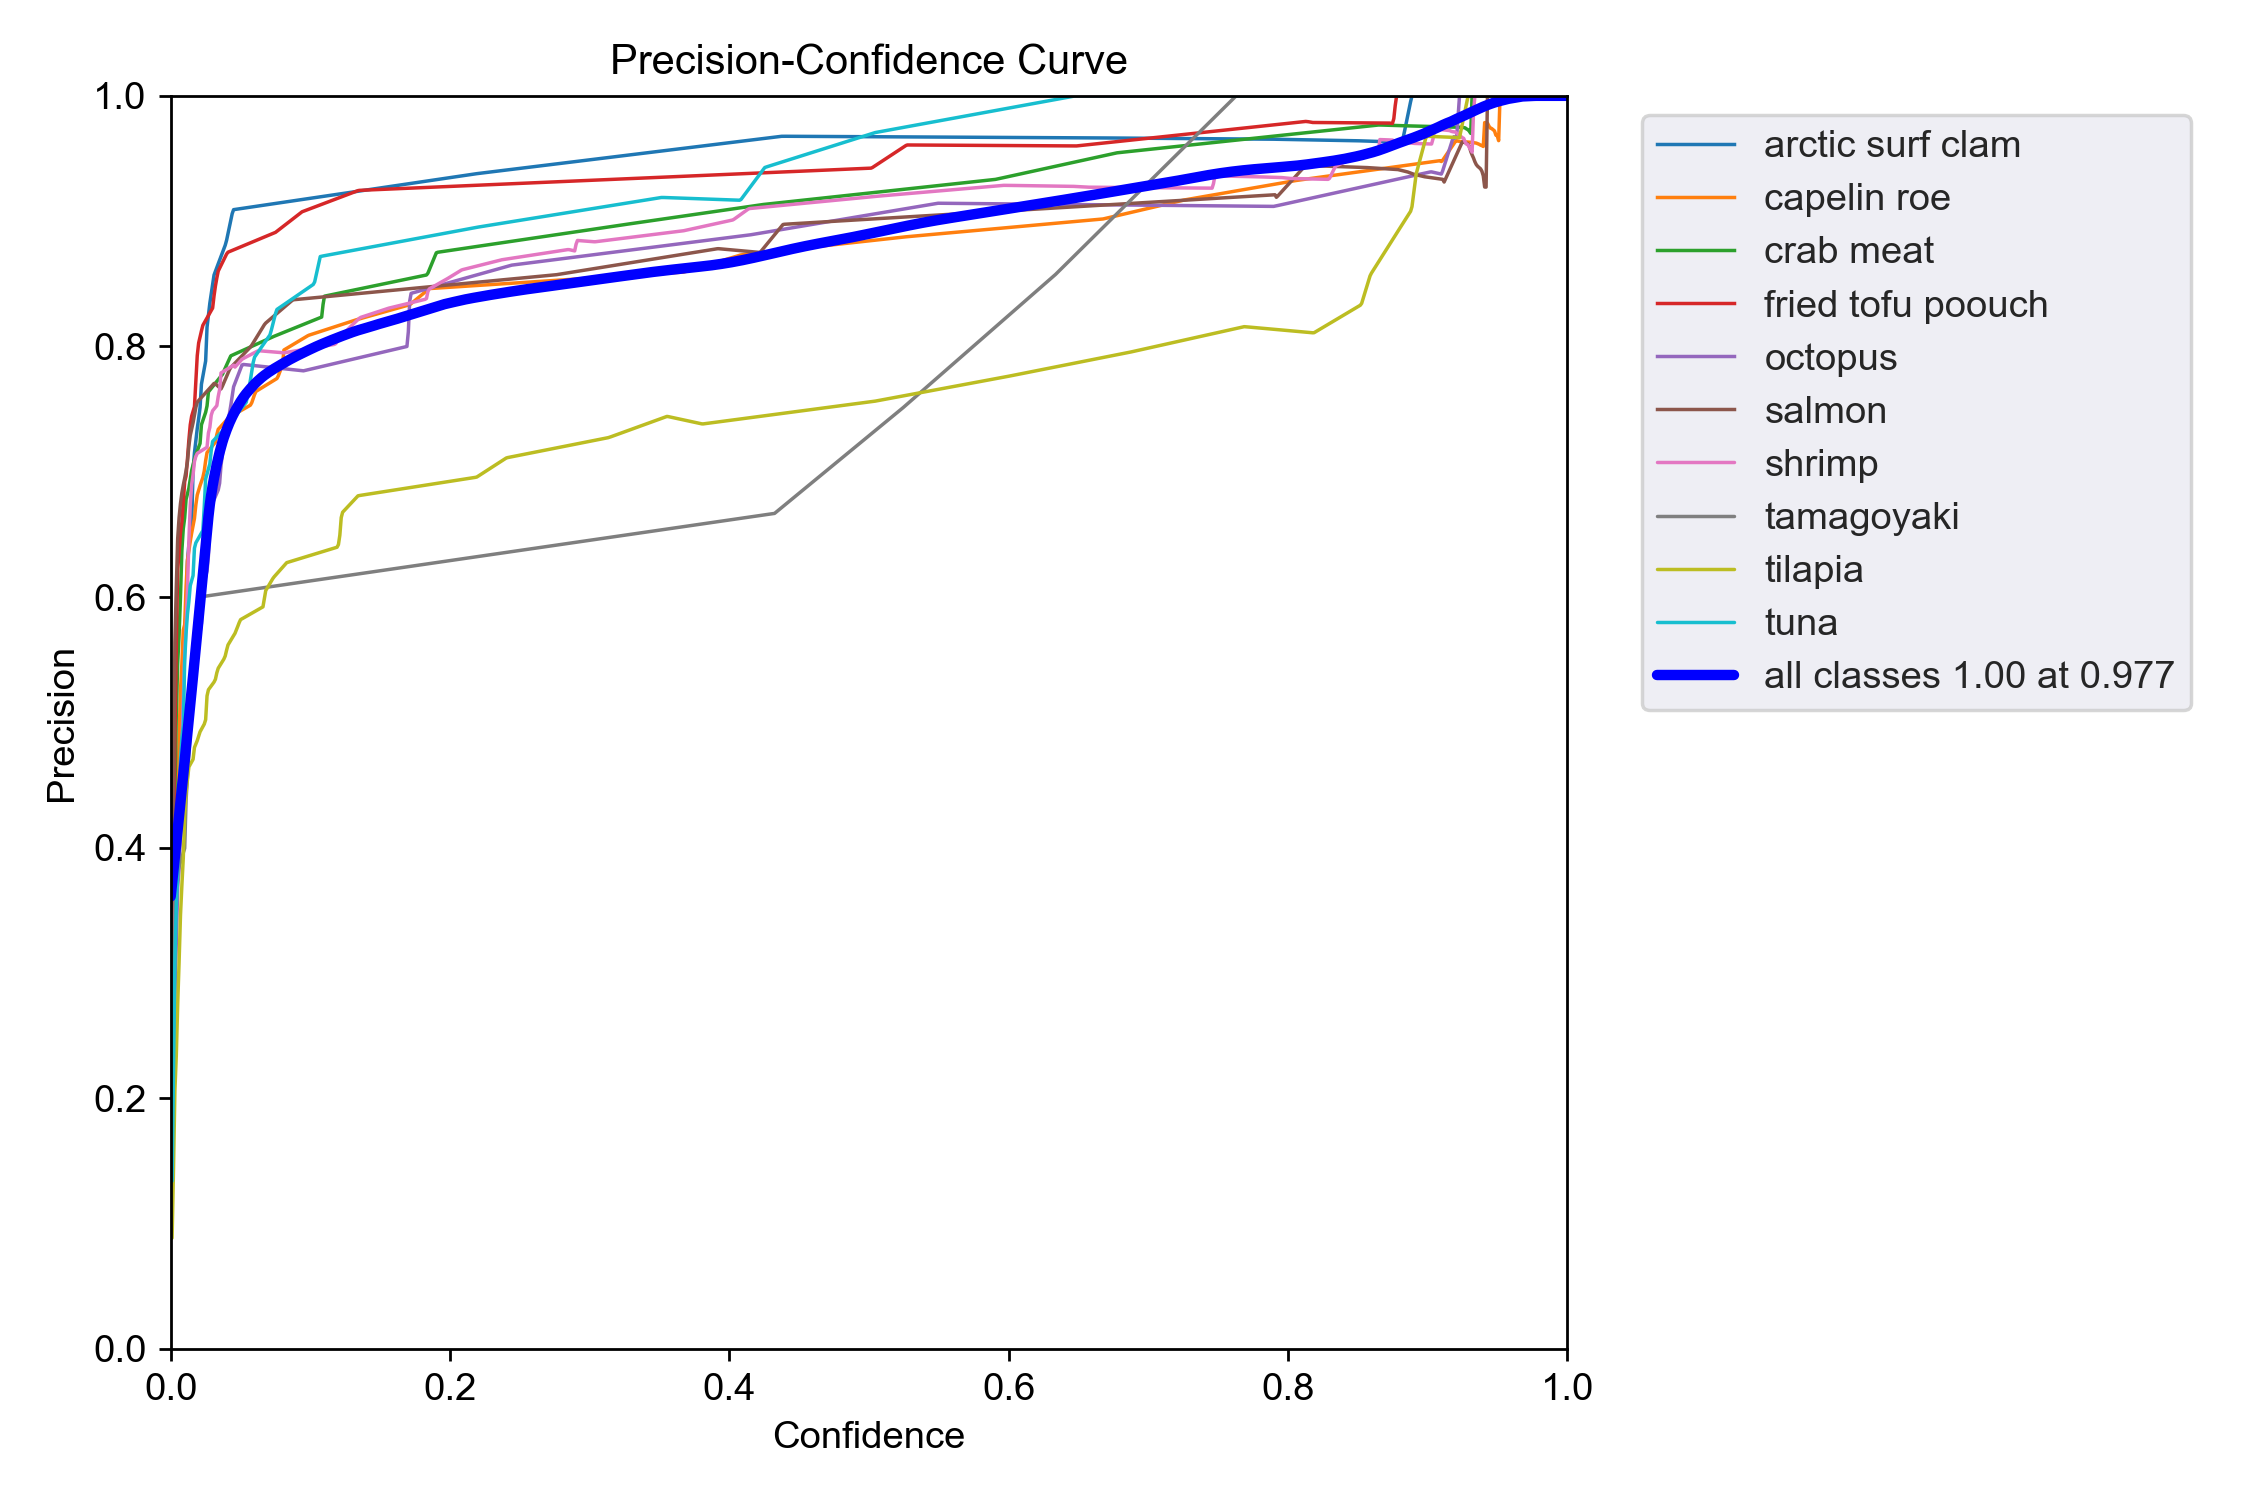 Precision-Confidence Curve
1.0
0.8
0.6
0.4
0.2
0.0
Precision
0.0 0.2 0.4 0.6 0.8 1.0
Confidence
arctic surf clam
capelin roe
crab meat
fried tofu poouch
octopus
salmon
shrimp
tamagoyaki
tilapia
tuna
all classes 1.00 at 0.977